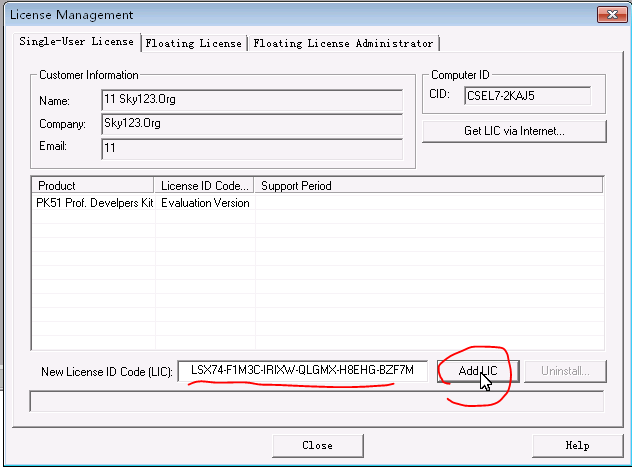 License Management
Single-User License Floating License Floating License Administrator
Customer Information
Name: 11 Sky123.Org
Company: Sky123.Org
Email: 11
Computer ID
CID: CSEL7-2KAJ5
Get LIC via Internet...
Product License ID Code... Support Period
PK51 Prof. Develpers Kit Evaluation Version
New License ID Code (LIC): LSX74-F1M3C-IRIXW-QLGMX-H8EHG-BZF7M Add LIC Uninstall...
Close Help